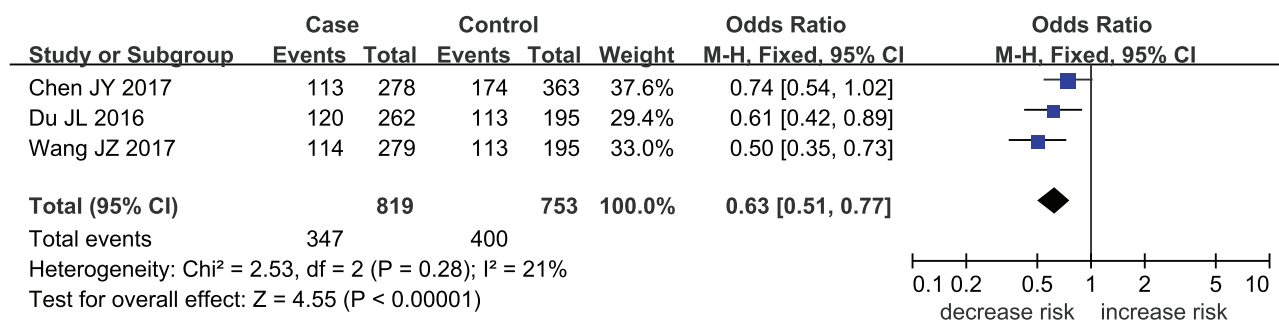 Case Control Odds Ratio Odds Ratio
Study or Subgroup Events Total Events Total Weight M-H, Fixed, 95% CI M-H, Fixed, 95% CI
Chen JY 2017 113 278 174 363 37.6% 0.74 [0.54, 1.02]
Du JL 2016 120 262 113 195 29.4% 0.61 [0.42, 0.89]
Wang JZ 2017 114 279 113 195 33.0% 0.50 [0.35, 0.73]
Total (95% CI) 819 753 100.0% 0.63 [0.51, 0.77]
Total events 347 400
Heterogeneity: Chi² = 2.53, df = 2 (P = 0.28); I² = 21%
Test for overall effect: Z = 4.55 (P < 0.00001)
0.1 0.2 0.5 1 2 5 10
decrease risk increase risk